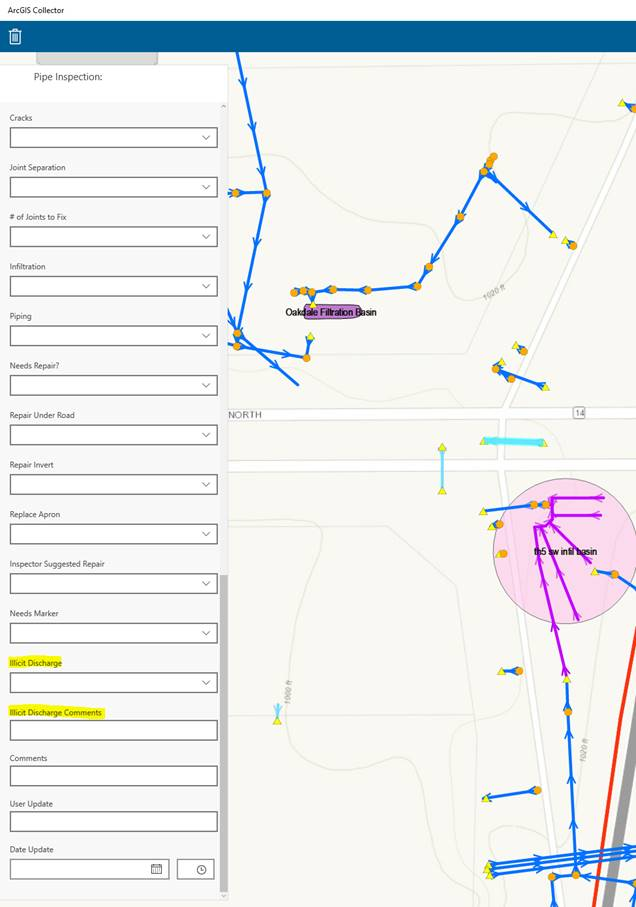 ArcGIS Collector
Pipe Inspection:
Cracks
Joint Separation
# of Joints to Fix
Infiltration
Piping
Needs Repair?
Repair Under Road
Repair Invert
Replace Apron
Inspector Suggested Repair
Needs Marker
Illicit Discharge
Illicit Discharge Comments
Comments
User Update
Date Update
1020 ft
Oakdale Filtration Basin
NORTH
14
th5 sw infil basin
1000 ft
1020 ft